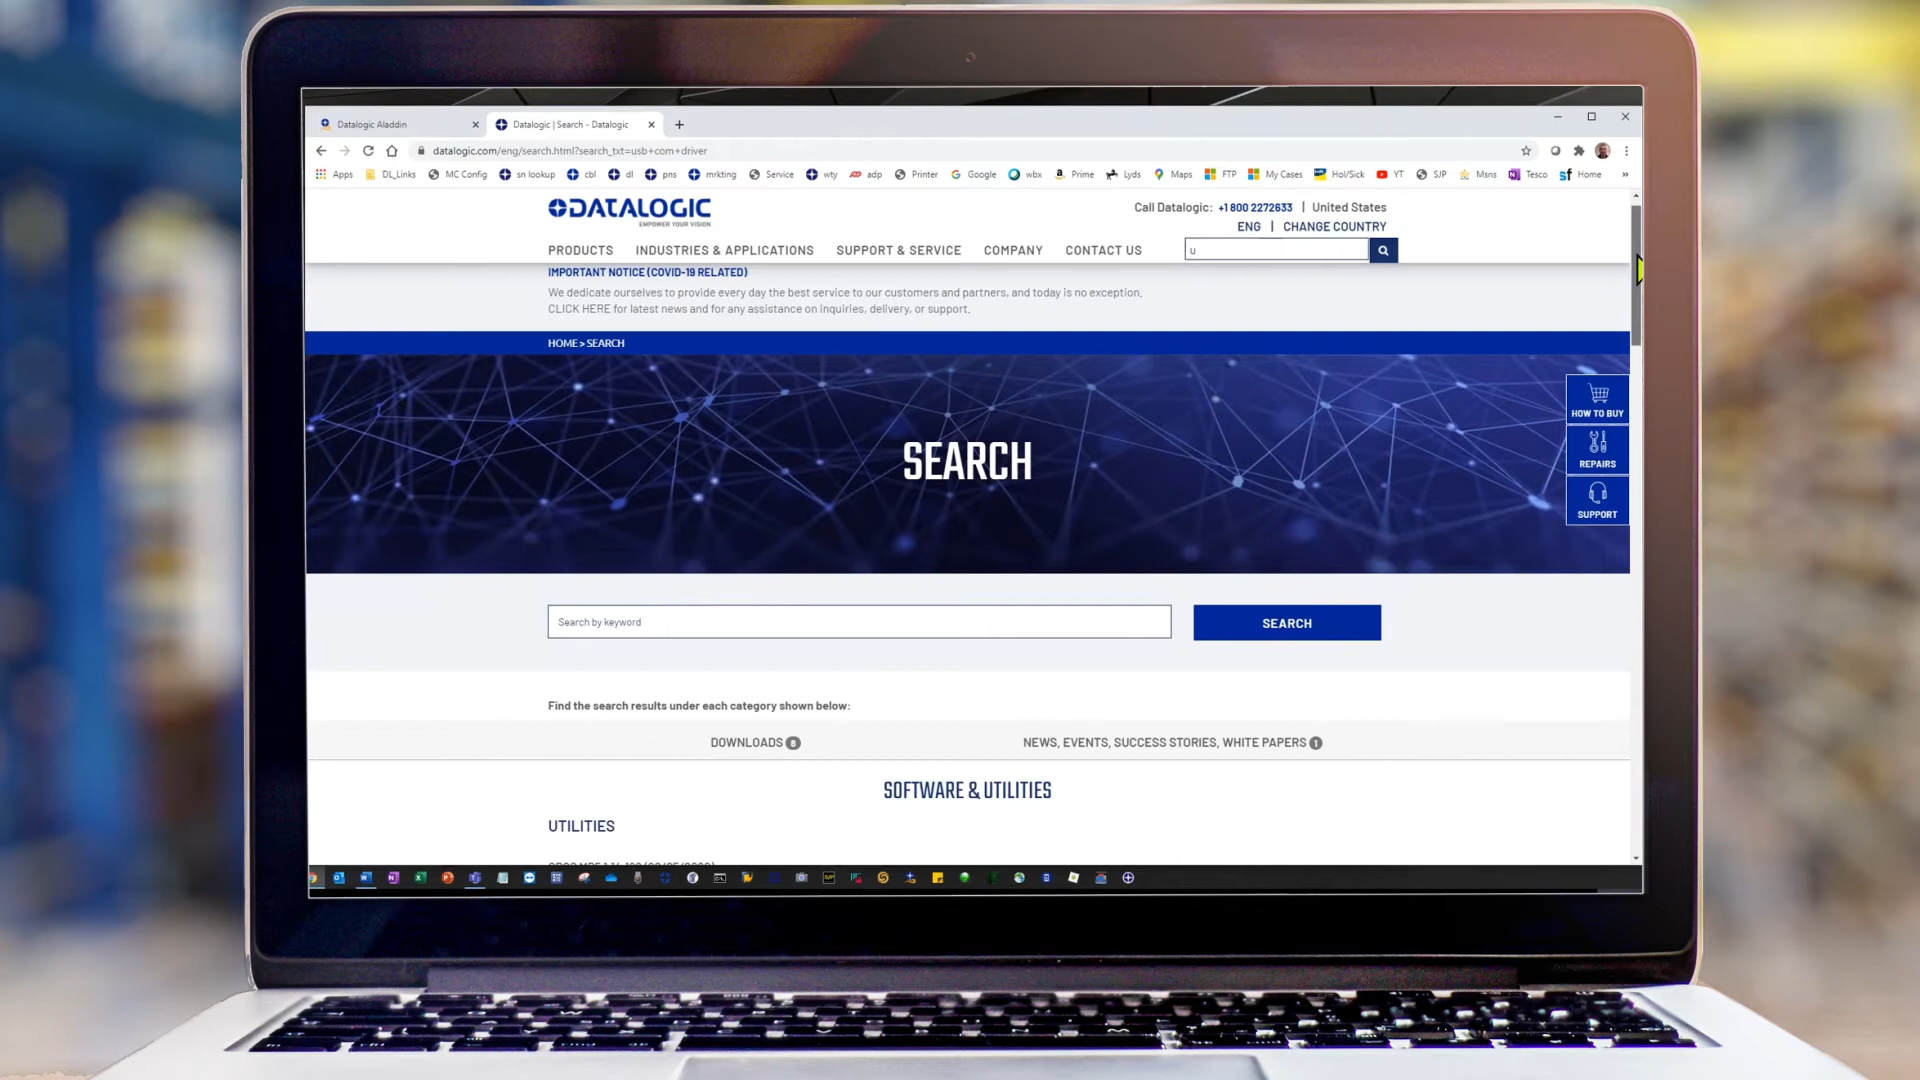 Datalogic Aladdin
Datalogic | Search - Datalogic
datalogic.com/eng/search.html?search_txt=usb+com+driver
Apps DL_Links MC Config sn lookup cbl dl pns mrkting Service wty adp Printer Google wbx Prime Lyds Maps FTP My Cases Hol/Sick YT SJP Msns Tesco Home »
DATALOGIC
EMPOWER YOUR VISION
Call Datalogic: +1 800 2272633 | United States
ENG | CHANGE COUNTRY
PRODUCTS INDUSTRIES & APPLICATIONS SUPPORT & SERVICE COMPANY CONTACT US
u
IMPORTANT NOTICE (COVID-19 RELATED)
We dedicate ourselves to provide every day the best service to our customers and partners, and today is no exception.
CLICK HERE for latest news and for any assistance on inquiries, delivery, or support.
HOME > SEARCH
SEARCH
HOW TO BUY
REPAIRS
SUPPORT
Search by keyword
SEARCH
Find the search results under each category shown below:
DOWNLOADS 8
NEWS, EVENTS, SUCCESS STORIES, WHITE PAPERS 1
SOFTWARE & UTILITIES
UTILITIES